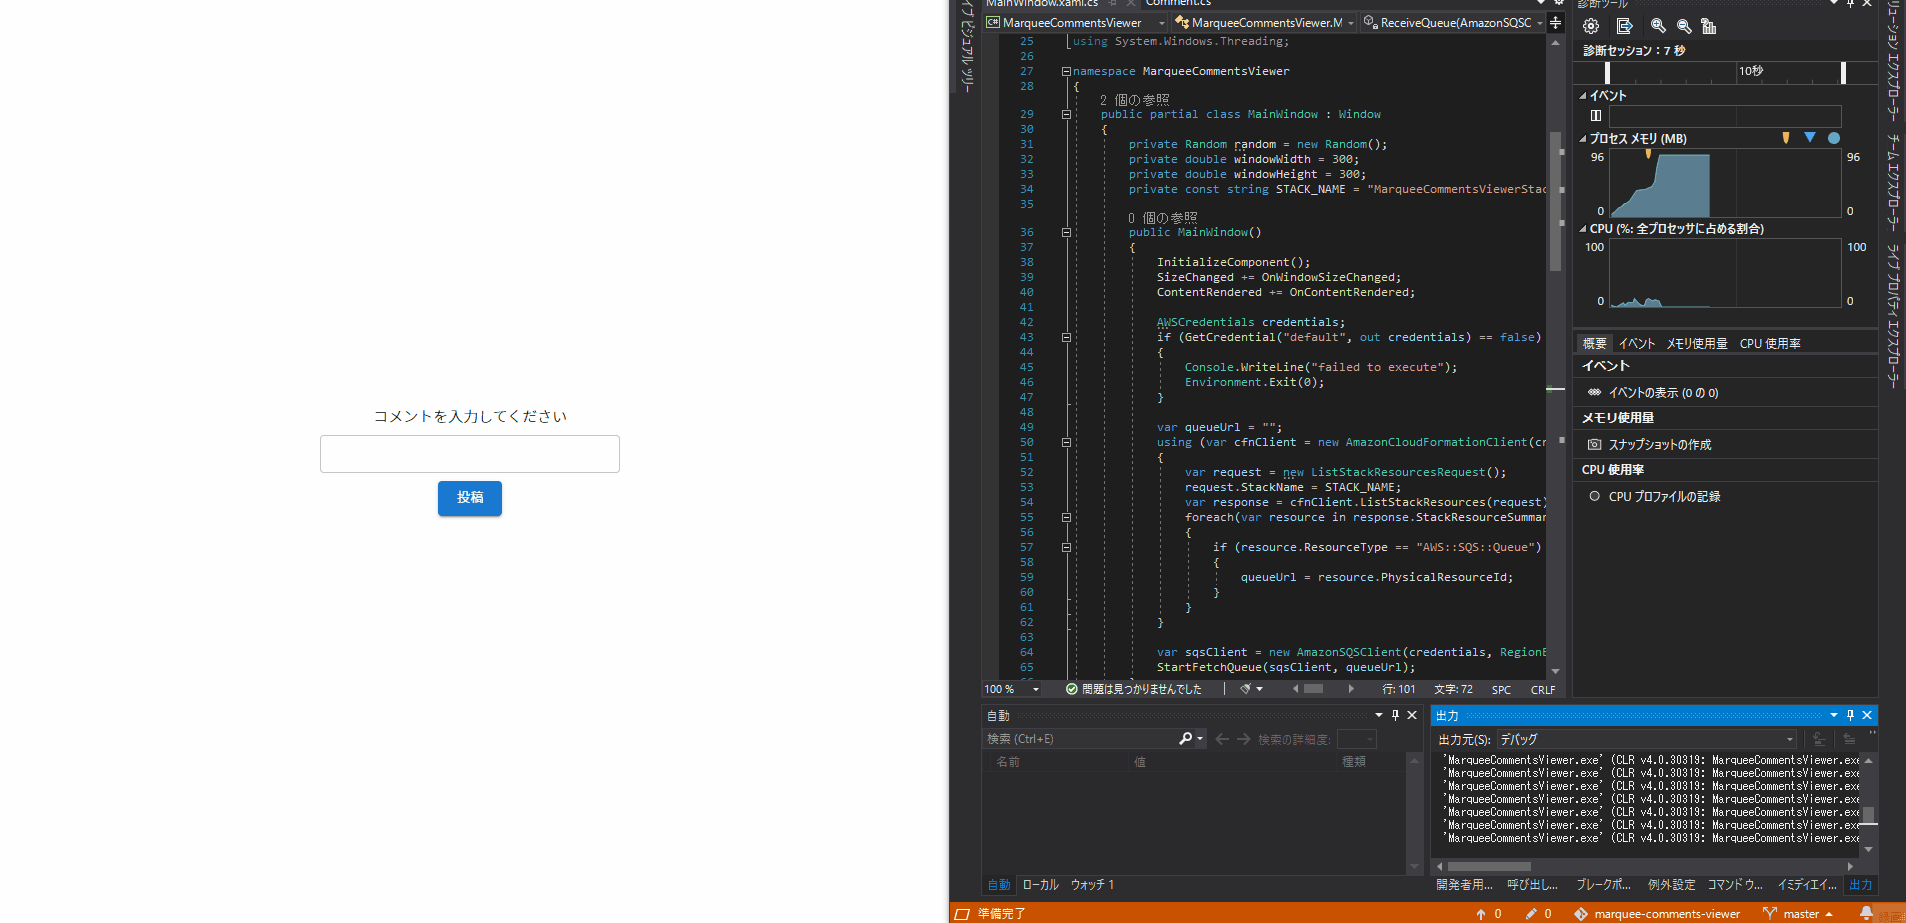 コメントを入力してください
投稿
イブ ビジュアル ツリー
MainWindow.xaml.cs
Comment.cs
C# MarqueeCommentsViewer
MarqueeCommentsViewer.M
ReceiveQueue(AmazonSQSC
25 using System.Windows.Threading;
26
27 namespace MarqueeCommentsViewer
28 {
2 個の参照
29 public partial class MainWindow : Window
30 {
31 private Random random = new Random();
32 private double windowWidth = 300;
33 private double windowHeight = 300;
34 private const string STACK_NAME = "MarqueeCommentsViewerStac
35
0 個の参照
36 public MainWindow()
37 {
38 InitializeComponent();
39 SizeChanged += OnWindowSizeChanged;
40 ContentRendered += OnContentRendered;
41
42 AWSCredentials credentials;
43 if (GetCredential("default", out credentials) == false)
44 {
45 Console.WriteLine("failed to execute");
46 Environment.Exit(0);
47 }
48
49 var queueUrl = "";
50 using (var cfnClient = new AmazonCloudFormationClient(cr
51 {
52 var request = new ListStackResourcesRequest();
53 request.StackName = STACK_NAME;
54 var response = cfnClient.ListStackResources(request)
55 foreach(var resource in response.StackResourceSummar
56 {
57 if (resource.ResourceType == "AWS::SQS::Queue")
58 {
59 queueUrl = resource.PhysicalResourceId;
60 }
61 }
62 }
63
64 var sqsClient = new AmazonSQSClient(credentials, RegionE
65 StartFetchQueue(sqsClient, queueUrl);
100 %
問題は見つかりませんでした
行: 101 文字: 72 SPC CRLF
診断ツール
診断セッション：7 秒
10秒
イベント
プロセス メモリ (MB)
96 96
0 0
CPU (%: 全プロセッサに占める割合)
100 100
0 0
概要 イベント メモリ使用量 CPU 使用率
イベント
イベントの表示 (0 の 0)
メモリ使用量
スナップショットの作成
CPU 使用率
CPU プロファイルの記録
リューション エクスプローラー
チーム エクスプローラー
ライブ プロパティ エクスプローラー
自動
検索 (Ctrl+E)
検索の詳細度:
名前 値 種類
自動 ローカル ウォッチ 1
出力
出力元(S): デバッグ
'MarqueeCommentsViewer.exe' (CLR v4.0.30319: MarqueeCommentsViewer.exe
'MarqueeCommentsViewer.exe' (CLR v4.0.30319: MarqueeCommentsViewer.exe
'MarqueeCommentsViewer.exe' (CLR v4.0.30319: MarqueeCommentsViewer.exe
'MarqueeCommentsViewer.exe' (CLR v4.0.30319: MarqueeCommentsViewer.exe
'MarqueeCommentsViewer.exe' (CLR v4.0.30319: MarqueeCommentsViewer.exe
'MarqueeCommentsViewer.exe' (CLR v4.0.30319: MarqueeCommentsViewer.exe
'MarqueeCommentsViewer.exe' (CLR v4.0.30319: MarqueeCommentsViewer.exe
開発者用... 呼び出し... ブレークポ... 例外設定 コマンド ウ... イミディエイ... 出力
準備完了
0 0 marquee-comments-viewer master